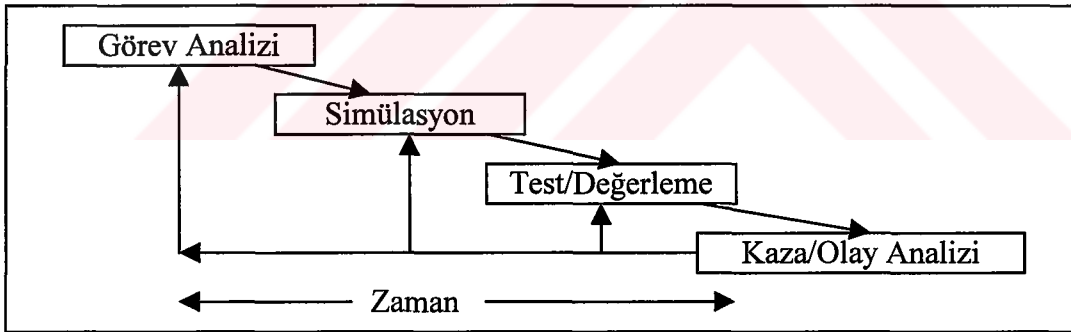 Görev Analizi
Simülasyon
Test/Değerleme
Kaza/Olay Analizi
Zaman